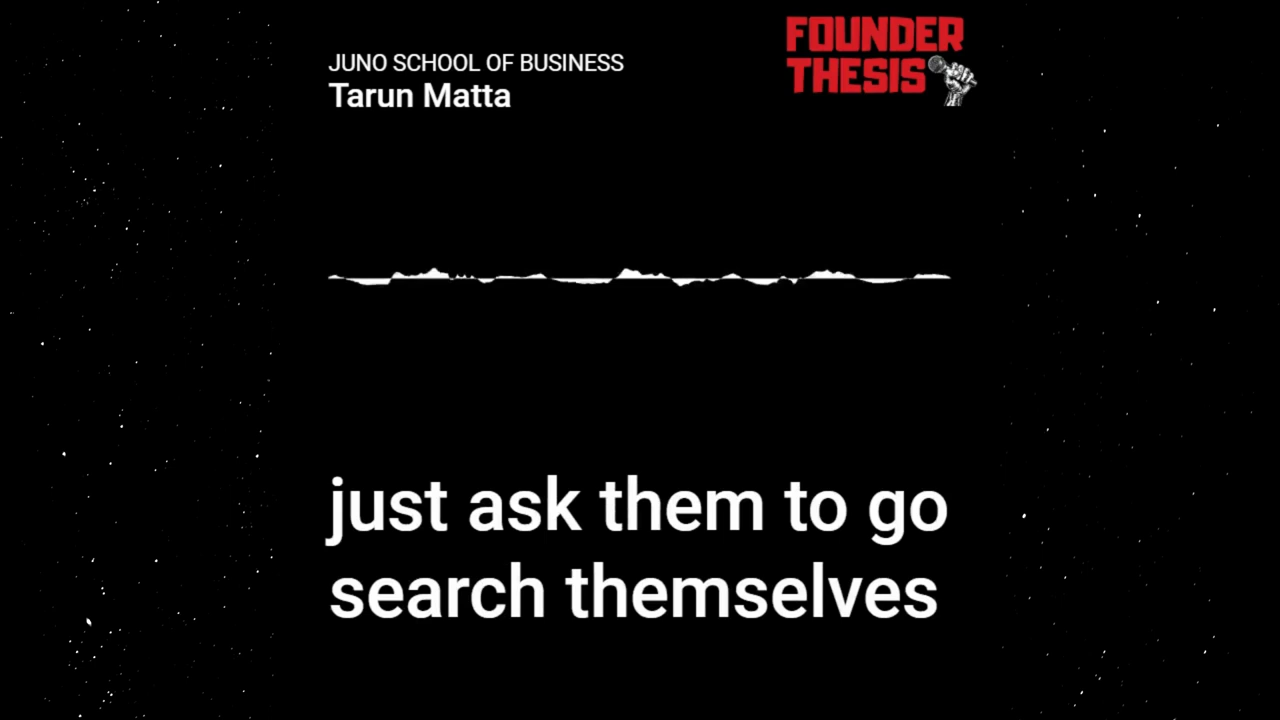 JUNO SCHOOL OF BUSINESS
Tarun Matta
FOUNDER
THESIS
just ask them to go
search themselves